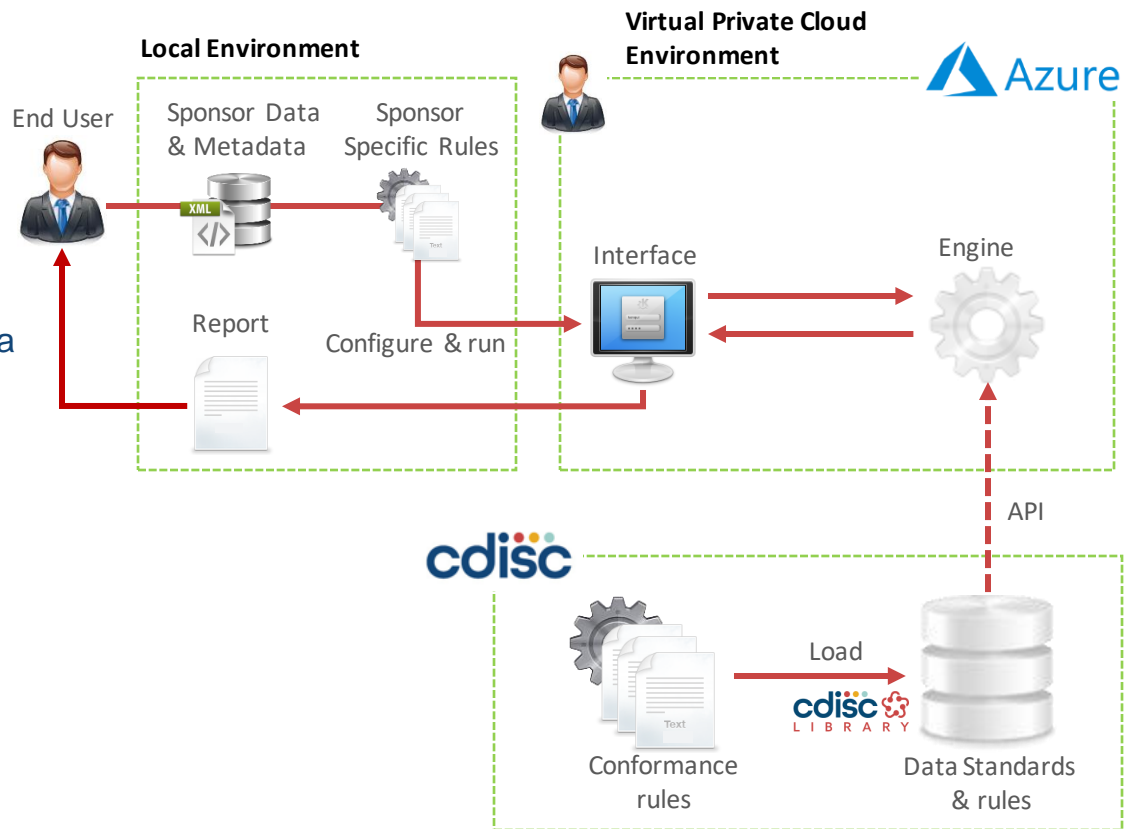 Virtual Private Cloud
Environment
Local Environment
Azure
End User
Sponsor Data
& Metadata
Sponsor
Specific Rules
XML
</>
Text
Interface
Engine
Report
Configure & run
a
API
cdisc
Load
cdisc
LIBRARY
Text
Conformance
rules
Data Standards
& rules